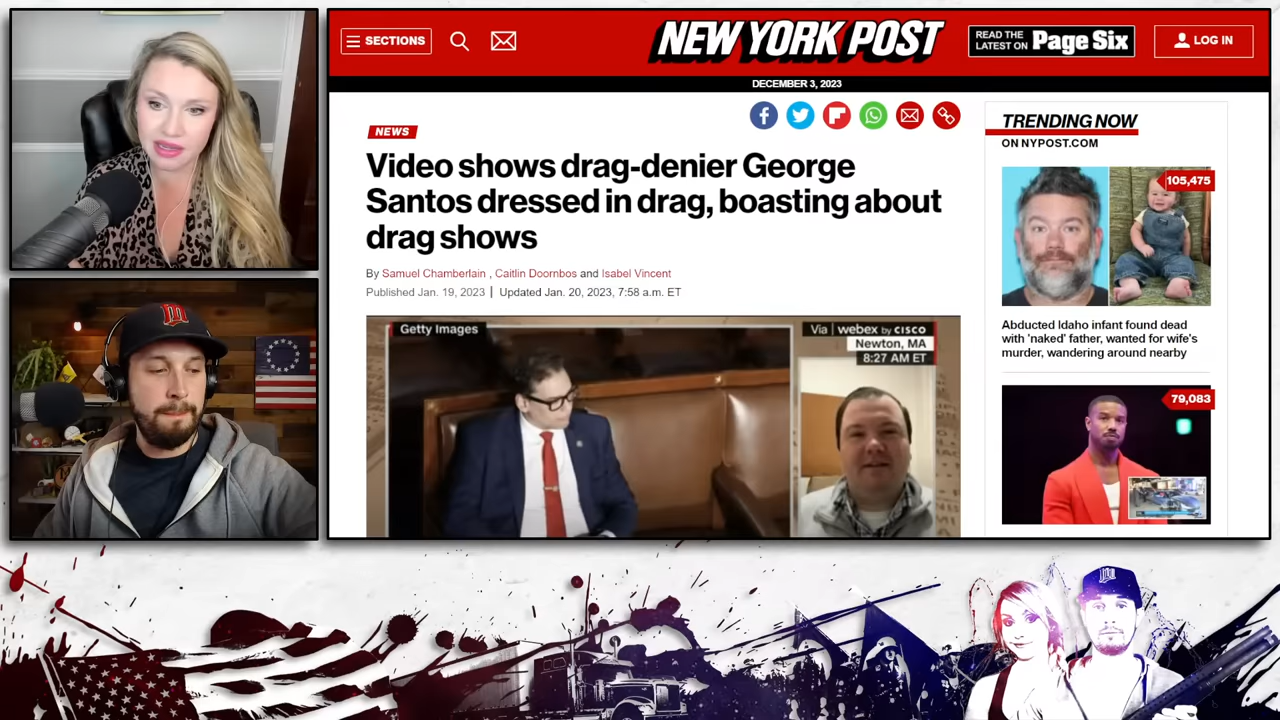 SECTIONS
NEW YORK POST
READ THE
LATEST ON
Page Six
LOG IN
DECEMBER 3, 2023
NEWS
Video shows drag-denier George
Santos dressed in drag, boasting about
drag shows
By Samuel Chamberlain , Caitlin Doornbos and Isabel Vincent
Published Jan. 19, 2023 | Updated Jan. 20, 2023, 7:58 a.m. ET
Getty Images
Via | webex by CISCO
Newton, MA
8:27 AM ET
TRENDING NOW
ON NYPOST.COM
105,475
Abducted Idaho infant found dead
with 'naked' father, wanted for wife's
murder, wandering around nearby
79,083